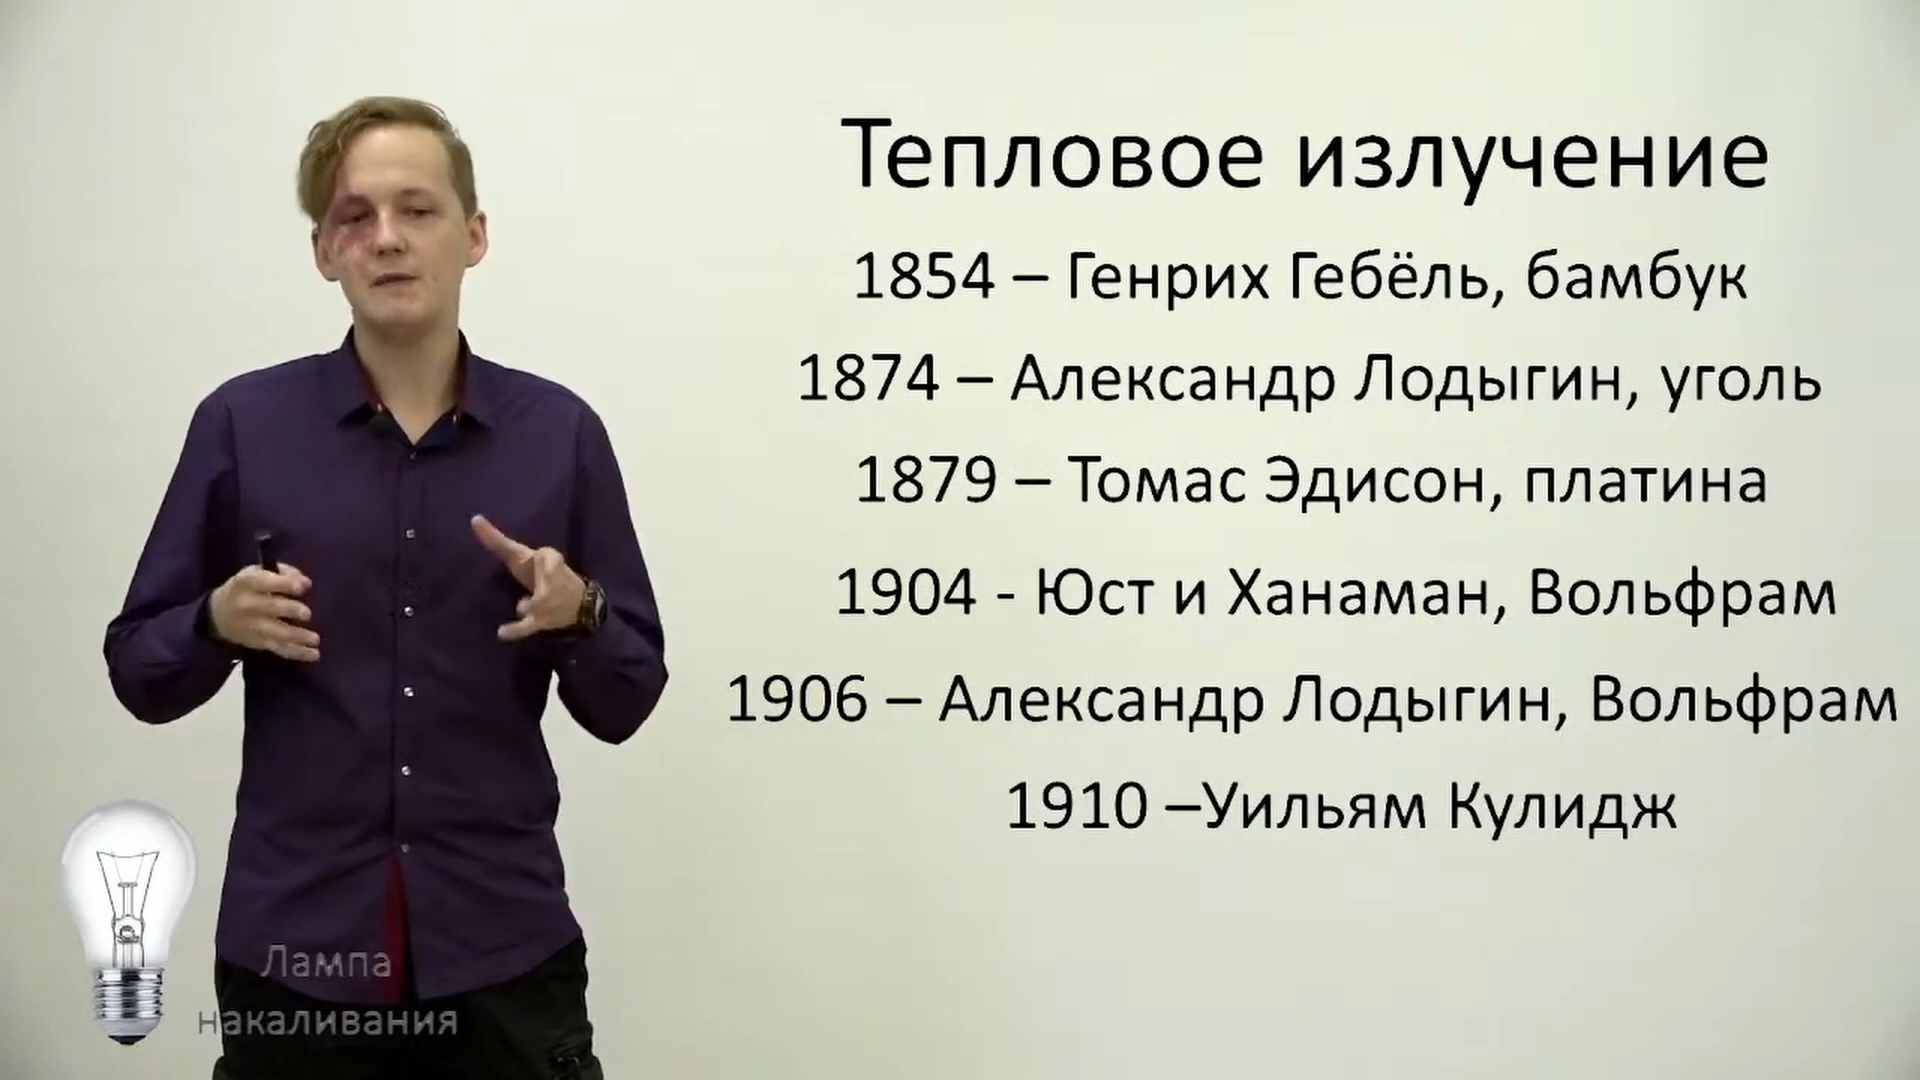 Тепловое излучение
1854 – Генрих Гебёль, бамбук
1874 – Александр Лодыгин, уголь
1879 – Томас Эдисон, платина
1904 - Юст и Ханаман, Вольфрам
1906 – Александр Лодыгин, Вольфрам
1910 –Уильям Кулидж
Лампа
накаливания